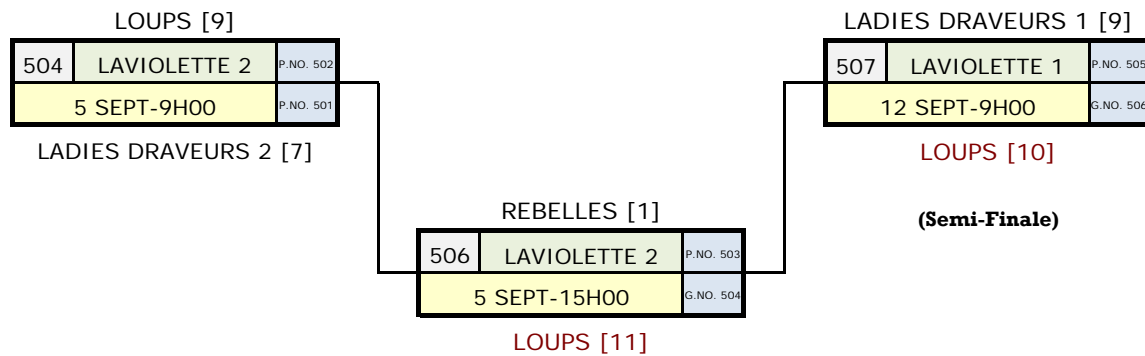 LOUPS [9]
504 LAVIOLETTE 2 P.NO. 502
5 SEPT-9H00 P.NO. 501
LADIES DRAVEURS 2 [7]
LADIES DRAVEURS 1 [9]
507 LAVIOLETTE 1 P.NO. 505
12 SEPT-9H00 G.NO. 506
LOUPS [10]
(Semi-Finale)
REBELLES [1]
506 LAVIOLETTE 2 P.NO. 503
5 SEPT-15H00 G.NO. 504
LOUPS [11]